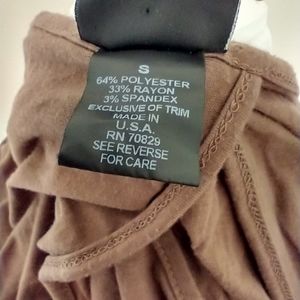 S
64% POLYESTER
33% RAYON
3% SPANDEX
EXCLUSIVE OF TRIM
MADE IN
U.S.A.
RN 70829
SEE REVERSE
FOR CARE